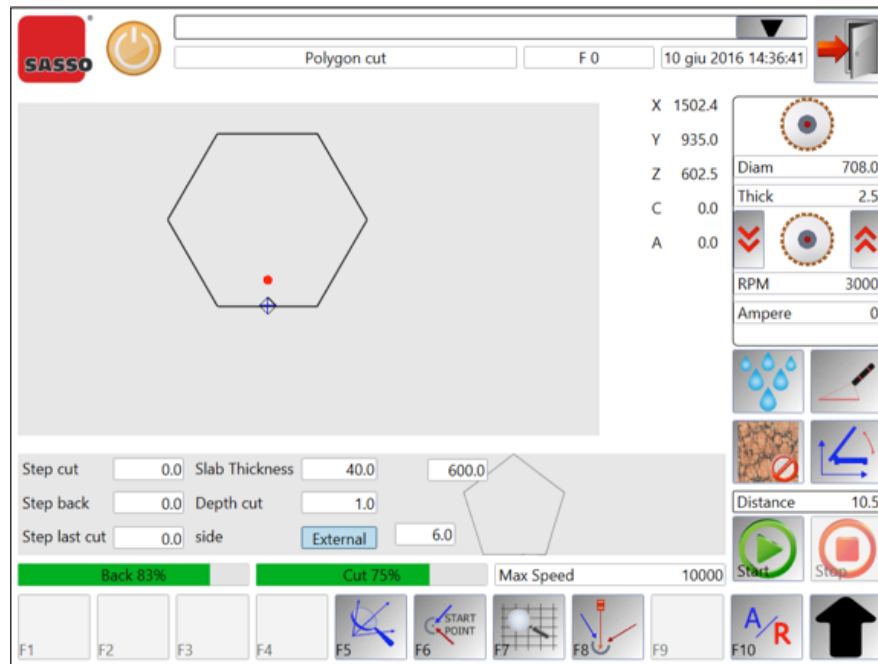 SASSO
Polygon cut F 0 10 giu 2016 14:36:41
X 1502.4
Y 935.0
Z 602.5
C 0.0
A 0.0
Diam 708.0
Thick 2.5
RPM 3000
Ampere 0
Step cut 0.0 Slab Thickness 40.0 600.0
Step back 0.0 Depth cut 1.0
Step last cut 0.0 side External 6.0
Distance 10.5
Start Stop
Back 83% Cut 75% Max Speed 10000
START
POINT
A/R
F1 F2 F3 F4 F5 F6 F7 F8 F9 F10